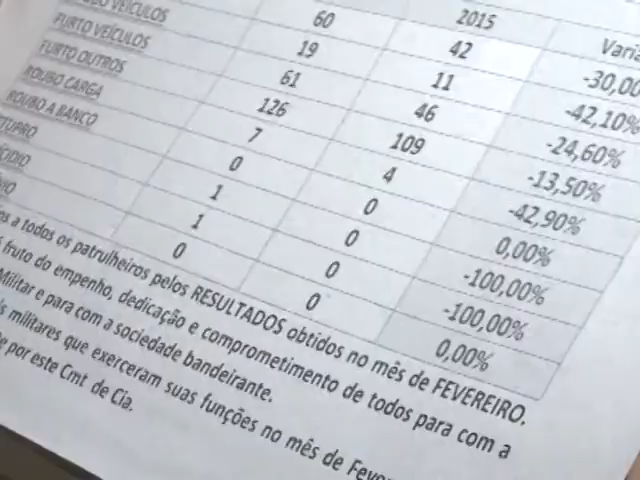 60 2015 Varia
VEÍCULOS 19 42 -30,00
FURTO VEÍCULOS 61 11 -42,10%
FURTO OUTROS 126 46 -24,60%
ROUBO CARGA 7 109 -13,50%
ROUBO A BANCO 0 4 -42,90%
TUPRO 1 0 0,00%
CÍDIO 1 0 -100,00%
0 0 -100,00%
0 0,00%
a todos os patrulheiros pelos RESULTADOS obtidos no mês de FEVEREIRO.
fruto do empenho, dedicação e comprometimento de todos para com a
Militar e para com a sociedade bandeirante.
militares que exerceram suas funções no mês de Feve
por este Cmt. de Cia.